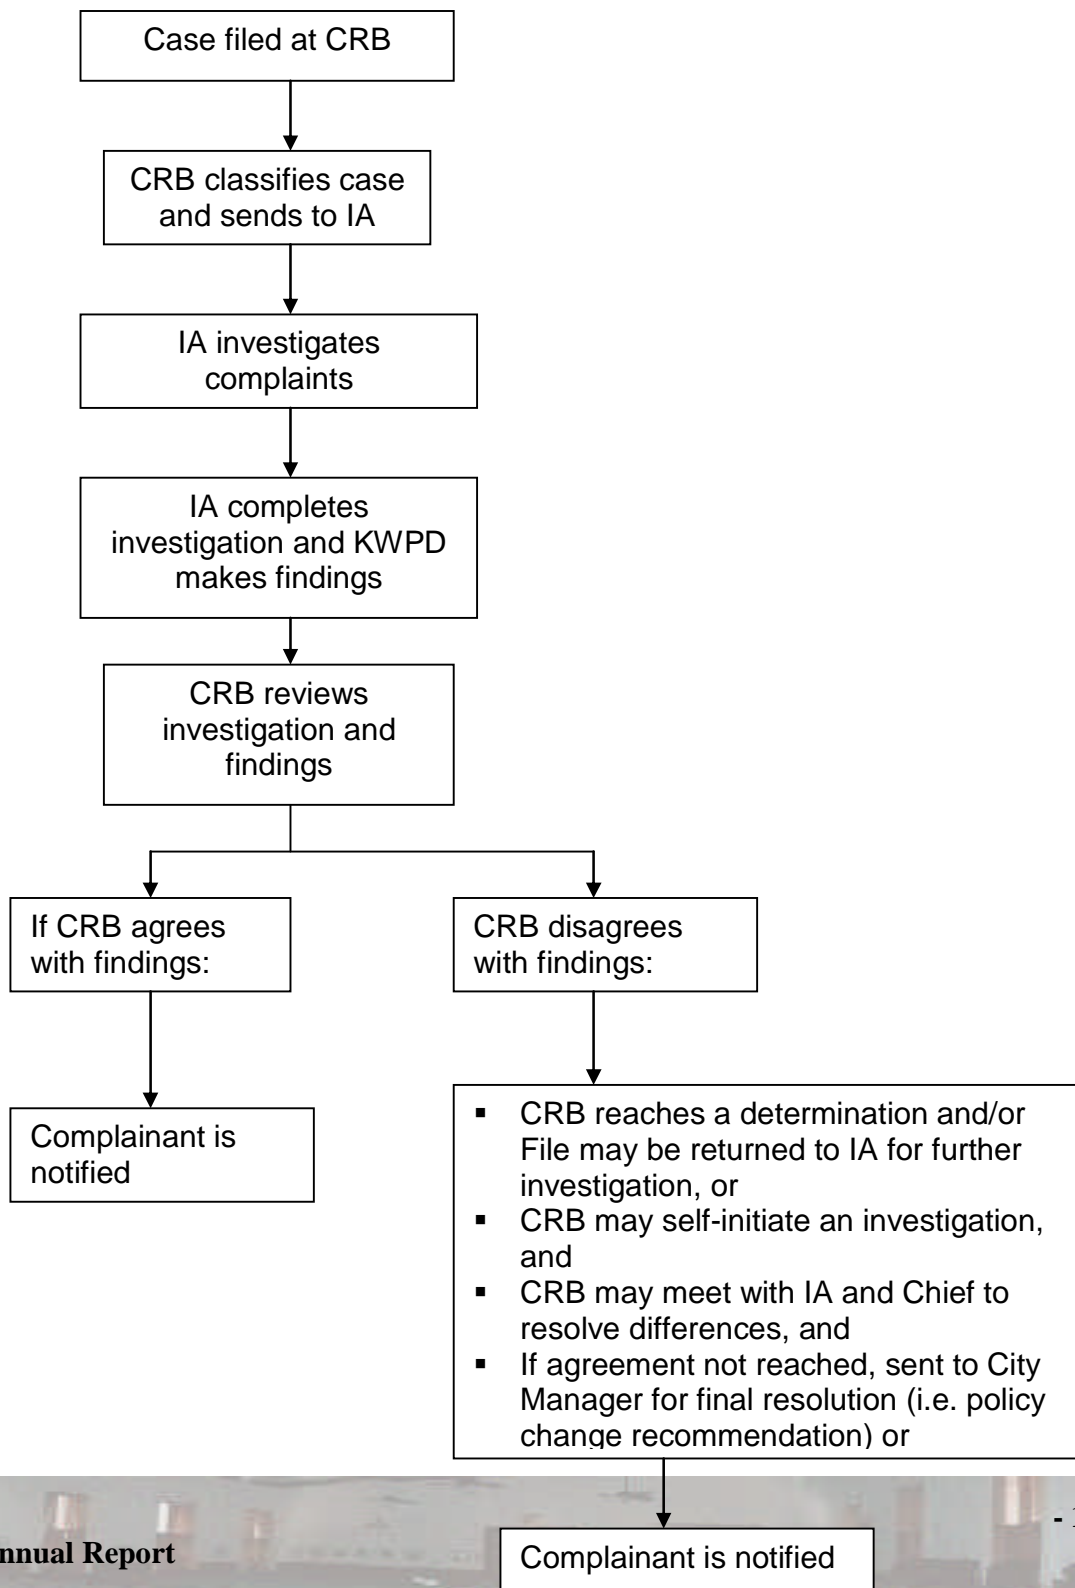 Case filed at CRB
CRB classifies case
and sends to IA
IA investigates
complaints
IA completes
investigation and KWPD
makes findings
CRB reviews
investigation and
findings
If CRB agrees
with findings:
CRB disagrees
with findings:
Complainant is
notified
▪ CRB reaches a determination and/or
File may be returned to IA for further
investigation, or
▪ CRB may self-initiate an investigation,
and
▪ CRB may meet with IA and Chief to
resolve differences, and
▪ If agreement not reached, sent to City
Manager for final resolution (i.e. policy
change recommendation) or
Complainant is notified
Report